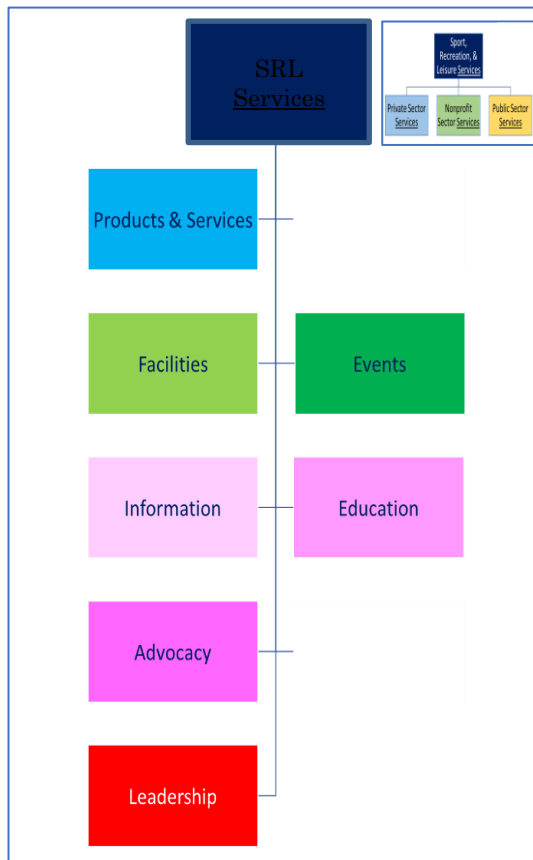 SRL
Services
Sport,
Recreation, &
Leisure Services
Private Sector
Services
Nonprofit
Sector Services
Public Sector
Services
Products & Services
Facilities
Events
Information
Education
Advocacy
Leadership